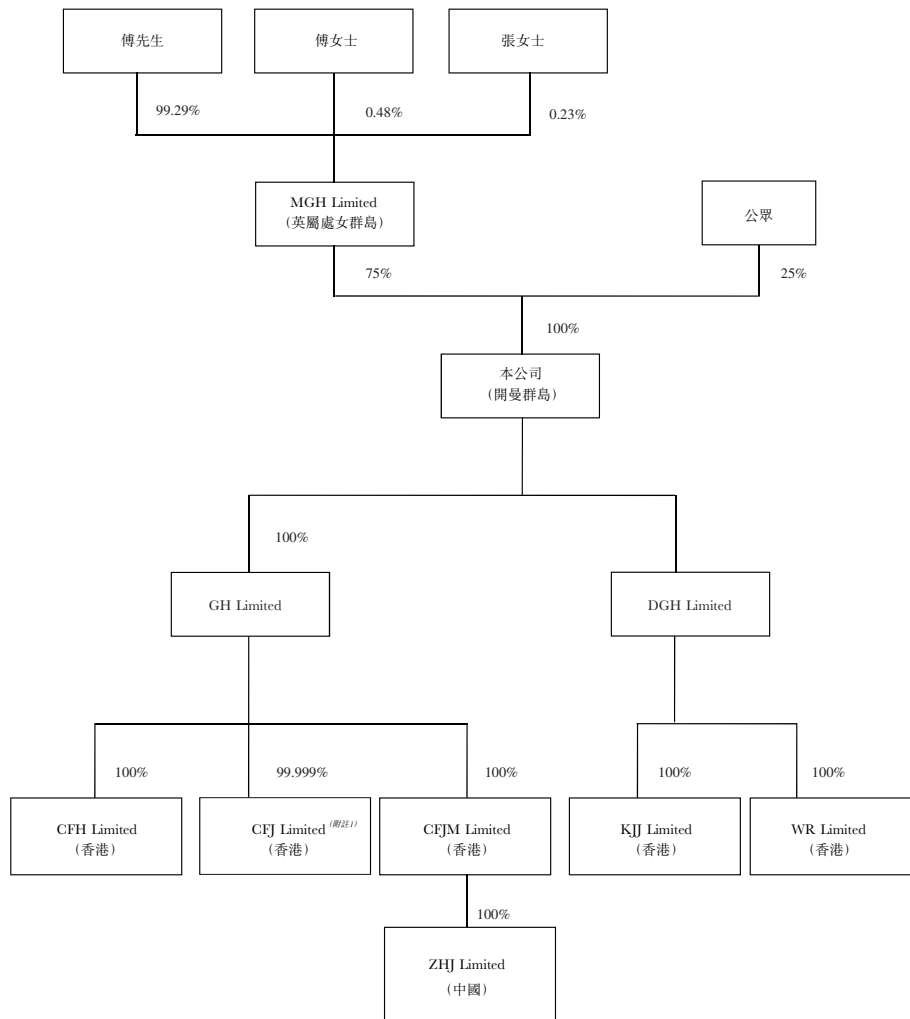 傅先生
傅女士
張女士
99.29%
0.48%
0.23%
MGH Limited
(英屬處女群島)
公眾
75%
25%
100%
本公司
(開曼群島)
100%
GH Limited
DGH Limited
100%
99.999%
100%
100%
100%
CFH Limited
(香港)
CFJ Limited (附註1)
(香港)
CFJM Limited
(香港)
KJJ Limited
(香港)
WR Limited
(香港)
100%
ZHJ Limited
(中國)